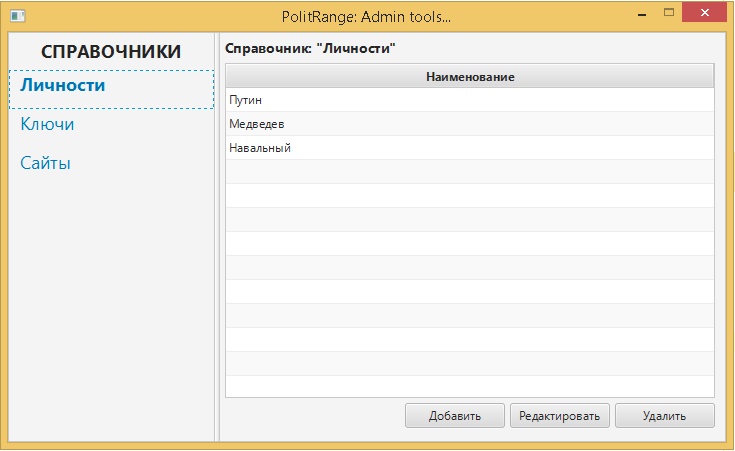 PolitRange: Admin tools...
СПРАВОЧНИКИ
Личности
Ключи
Сайты
Справочник: "Личности"
Наименование
Путин
Медведев
Навальный
Добавить
Редактировать
Удалить